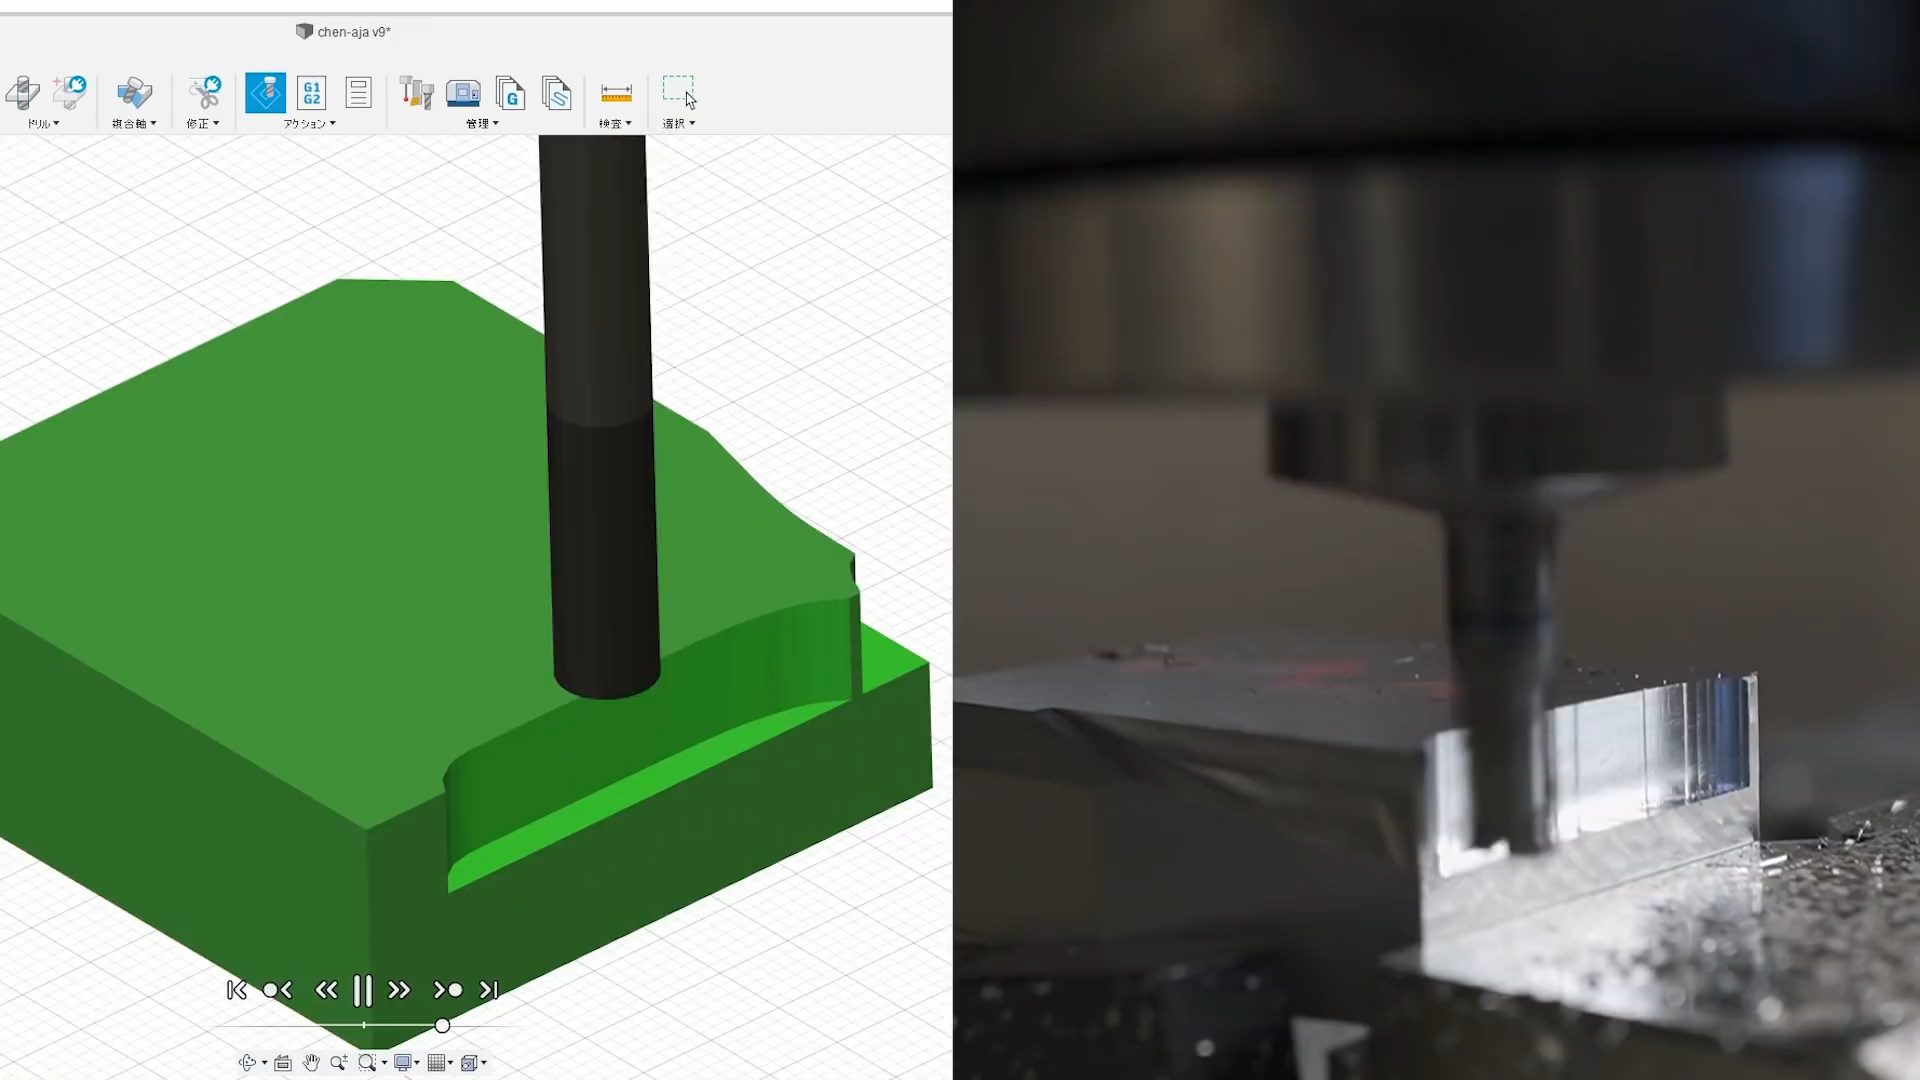 chen-aja v9*
G1
G2
G
ドリル 複合軸 修正 アクション 管理 検査 選択